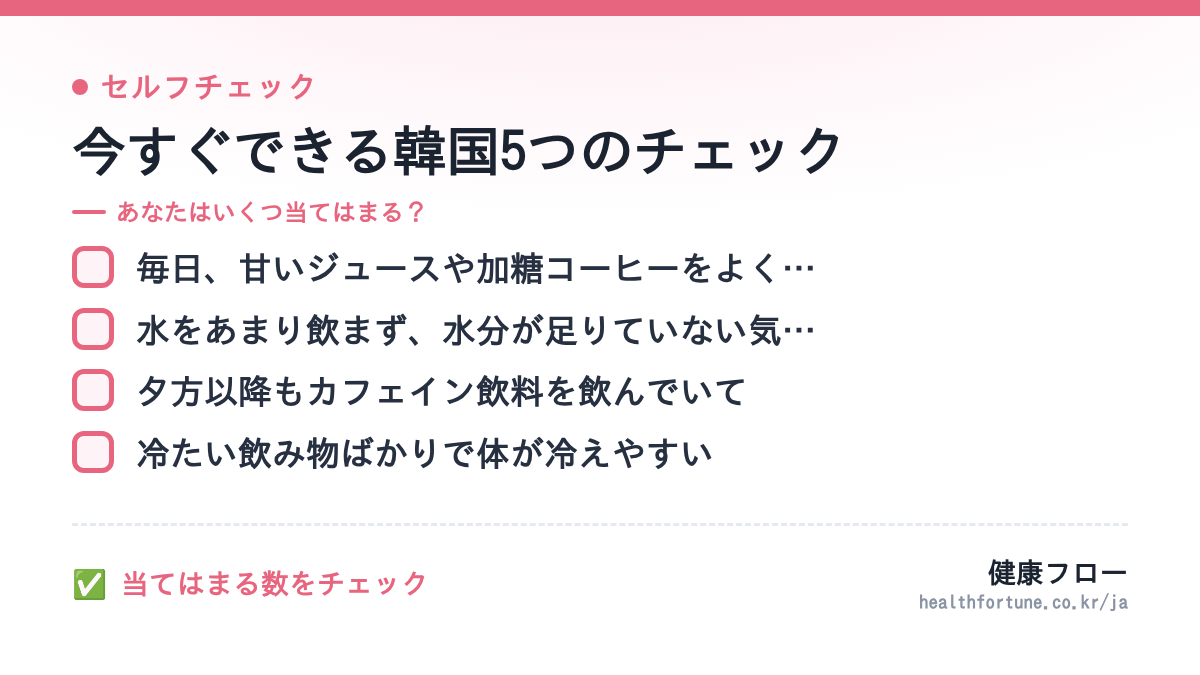 セルフチェック
今すぐできる韓国5つのチェック
あなたはいくつ当てはまる？
毎日、甘いジュースや加糖コーヒーをよく…
水をあまり飲まず、水分が足りていない気…
夕方以降もカフェイン飲料を飲んでいて
冷たい飲み物ばかりで体が冷えやすい
✅ 当てはまる数をチェック
健康フロー
healthfortune.co.kr/ja